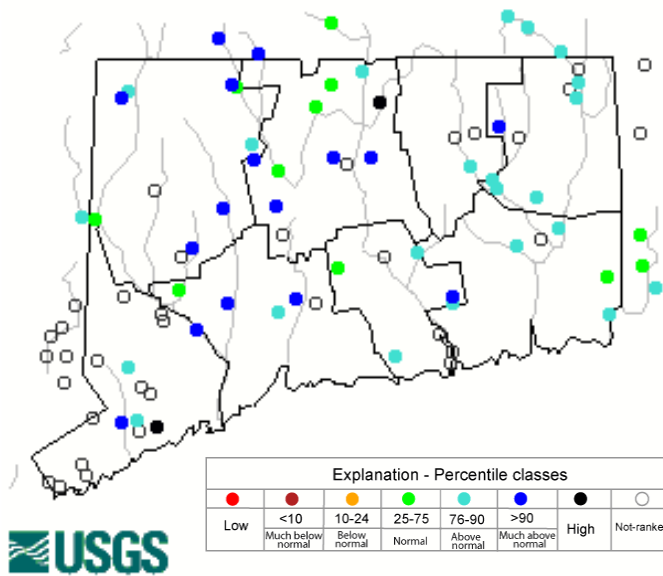 Explanation - Percentile classes
Low
<10
10-24
25-75
76-90
>90
High
Not-ranke
Much below normal
Below normal
Normal
Above normal
Much above normal
USGS